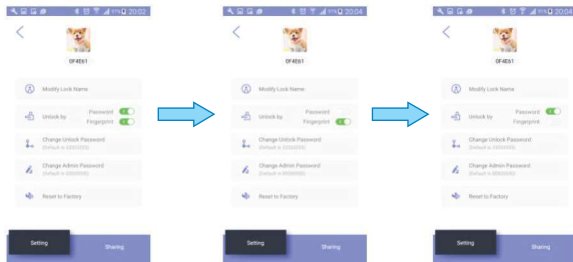 20:02
0F4E61
Modify Lock Name
Unlock by
Password
Fingerprint
Change Unlock Password
Change Admin Password
Reset to Factory
Setting
Sharing
20:04
0F4E61
Modify Lock Name
Unlock by
Password
Fingerprint
Change Unlock Password
Change Admin Password
Reset to Factory
Setting
Sharing
20:04
0F4E61
Modify Lock Name
Unlock by
Password
Fingerprint
Change Unlock Password
Change Admin Password
Reset to Factory
Setting
Sharing